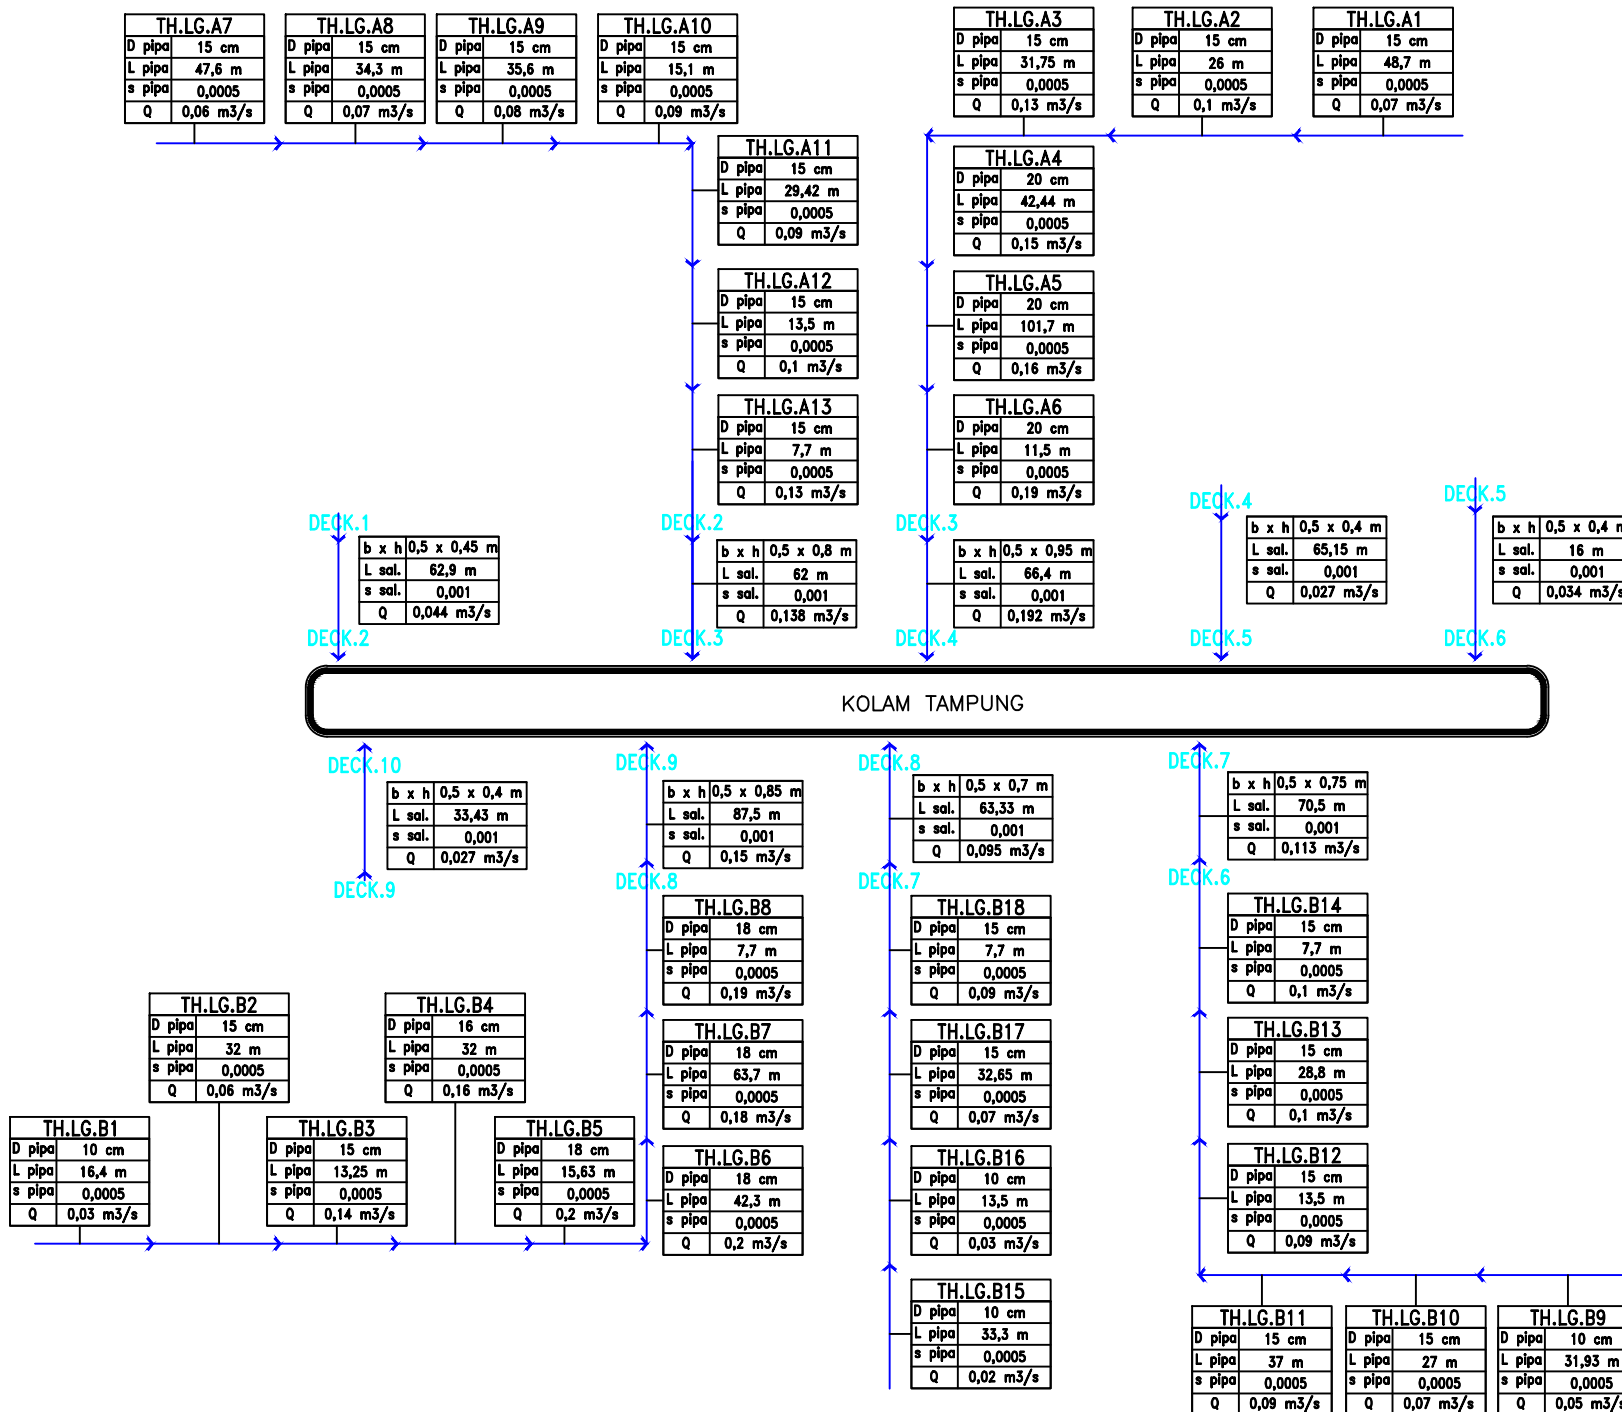 TH.LG.A7
D pipa 15 cm
L pipa 47,6 m
s pipa 0,0005
Q 0,06 m3/s
TH.LG.A8
D pipa 15 cm
L pipa 34,3 m
s pipa 0,0005
Q 0,07 m3/s
TH.LG.A9
D pipa 15 cm
L pipa 35,6 m
s pipa 0,0005
Q 0,08 m3/s
TH.LG.A10
D pipa 15 cm
L pipa 15,1 m
s pipa 0,0005
Q 0,09 m3/s
TH.LG.A3
D pipa 15 cm
L pipa 31,75 m
s pipa 0,0005
Q 0,13 m3/s
TH.LG.A2
D pipa 15 cm
L pipa 26 m
s pipa 0,0005
Q 0,1 m3/s
TH.LG.A1
D pipa 15 cm
L pipa 48,7 m
s pipa 0,0005
Q 0,07 m3/s
TH.LG.A11
D pipa 15 cm
L pipa 29,42 m
s pipa 0,0005
Q 0,09 m3/s
TH.LG.A4
D pipa 20 cm
L pipa 42,44 m
s pipa 0,0005
Q 0,15 m3/s
TH.LG.A12
D pipa 15 cm
L pipa 13,5 m
s pipa 0,0005
Q 0,1 m3/s
TH.LG.A5
D pipa 20 cm
L pipa 101,7 m
s pipa 0,0005
Q 0,16 m3/s
TH.LG.A13
D pipa 15 cm
L pipa 7,7 m
s pipa 0,0005
Q 0,13 m3/s
TH.LG.A6
D pipa 20 cm
L pipa 11,5 m
s pipa 0,0005
Q 0,19 m3/s
DECK.1
b x h 0,5 x 0,45 m
L sal. 62,9 m
s sal. 0,001
Q 0,044 m3/s
DECK.2
DECK.2
b x h 0,5 x 0,8 m
L sal. 62 m
s sal. 0,001
Q 0,138 m3/s
DECK.3
DECK.3
b x h 0,5 x 0,95 m
L sal. 66,4 m
s sal. 0,001
Q 0,192 m3/s
DECK.4
DECK.4
b x h 0,5 x 0,4 m
L sal. 65,15 m
s sal. 0,001
Q 0,027 m3/s
DECK.5
DECK.5
b x h 0,5 x 0,4 m
L sal. 16 m
s sal. 0,001
Q 0,034 m3/s
DECK.6
KOLAM TAMPUNG
DECK.10
b x h 0,5 x 0,4 m
L sal. 33,43 m
s sal. 0,001
Q 0,027 m3/s
DECK.9
DECK.9
b x h 0,5 x 0,85 m
L sal. 87,5 m
s sal. 0,001
Q 0,15 m3/s
DECK.8
DECK.8
b x h 0,5 x 0,7 m
L sal. 63,33 m
s sal. 0,001
Q 0,095 m3/s
DECK.7
DECK.7
b x h 0,5 x 0,75 m
L sal. 70,5 m
s sal. 0,001
Q 0,113 m3/s
DECK.6
TH.LG.B8
D pipa 18 cm
L pipa 7,7 m
s pipa 0,0005
Q 0,19 m3/s
TH.LG.B18
D pipa 15 cm
L pipa 7,7 m
s pipa 0,0005
Q 0,09 m3/s
TH.LG.B14
D pipa 15 cm
L pipa 7,7 m
s pipa 0,0005
Q 0,1 m3/s
TH.LG.B2
D pipa 15 cm
L pipa 32 m
s pipa 0,0005
Q 0,06 m3/s
TH.LG.B4
D pipa 16 cm
L pipa 32 m
s pipa 0,0005
Q 0,16 m3/s
TH.LG.B7
D pipa 18 cm
L pipa 63,7 m
s pipa 0,0005
Q 0,18 m3/s
TH.LG.B17
D pipa 15 cm
L pipa 32,65 m
s pipa 0,0005
Q 0,07 m3/s
TH.LG.B13
D pipa 15 cm
L pipa 28,8 m
s pipa 0,0005
Q 0,1 m3/s
TH.LG.B1
D pipa 10 cm
L pipa 16,4 m
s pipa 0,0005
Q 0,03 m3/s
TH.LG.B3
D pipa 15 cm
L pipa 13,25 m
s pipa 0,0005
Q 0,14 m3/s
TH.LG.B5
D pipa 18 cm
L pipa 15,63 m
s pipa 0,0005
Q 0,2 m3/s
TH.LG.B6
D pipa 18 cm
L pipa 42,3 m
s pipa 0,0005
Q 0,2 m3/s
TH.LG.B16
D pipa 10 cm
L pipa 13,5 m
s pipa 0,0005
Q 0,03 m3/s
TH.LG.B12
D pipa 15 cm
L pipa 13,5 m
s pipa 0,0005
Q 0,09 m3/s
TH.LG.B15
D pipa 10 cm
L pipa 33,3 m
s pipa 0,0005
Q 0,02 m3/s
TH.LG.B11
D pipa 15 cm
L pipa 37 m
s pipa 0,0005
Q 0,09 m3/s
TH.LG.B10
D pipa 15 cm
L pipa 27 m
s pipa 0,0005
Q 0,07 m3/s
TH.LG.B9
D pipa 10 cm
L pipa 31,93 m
s pipa 0,0005
Q 0,05 m3/s